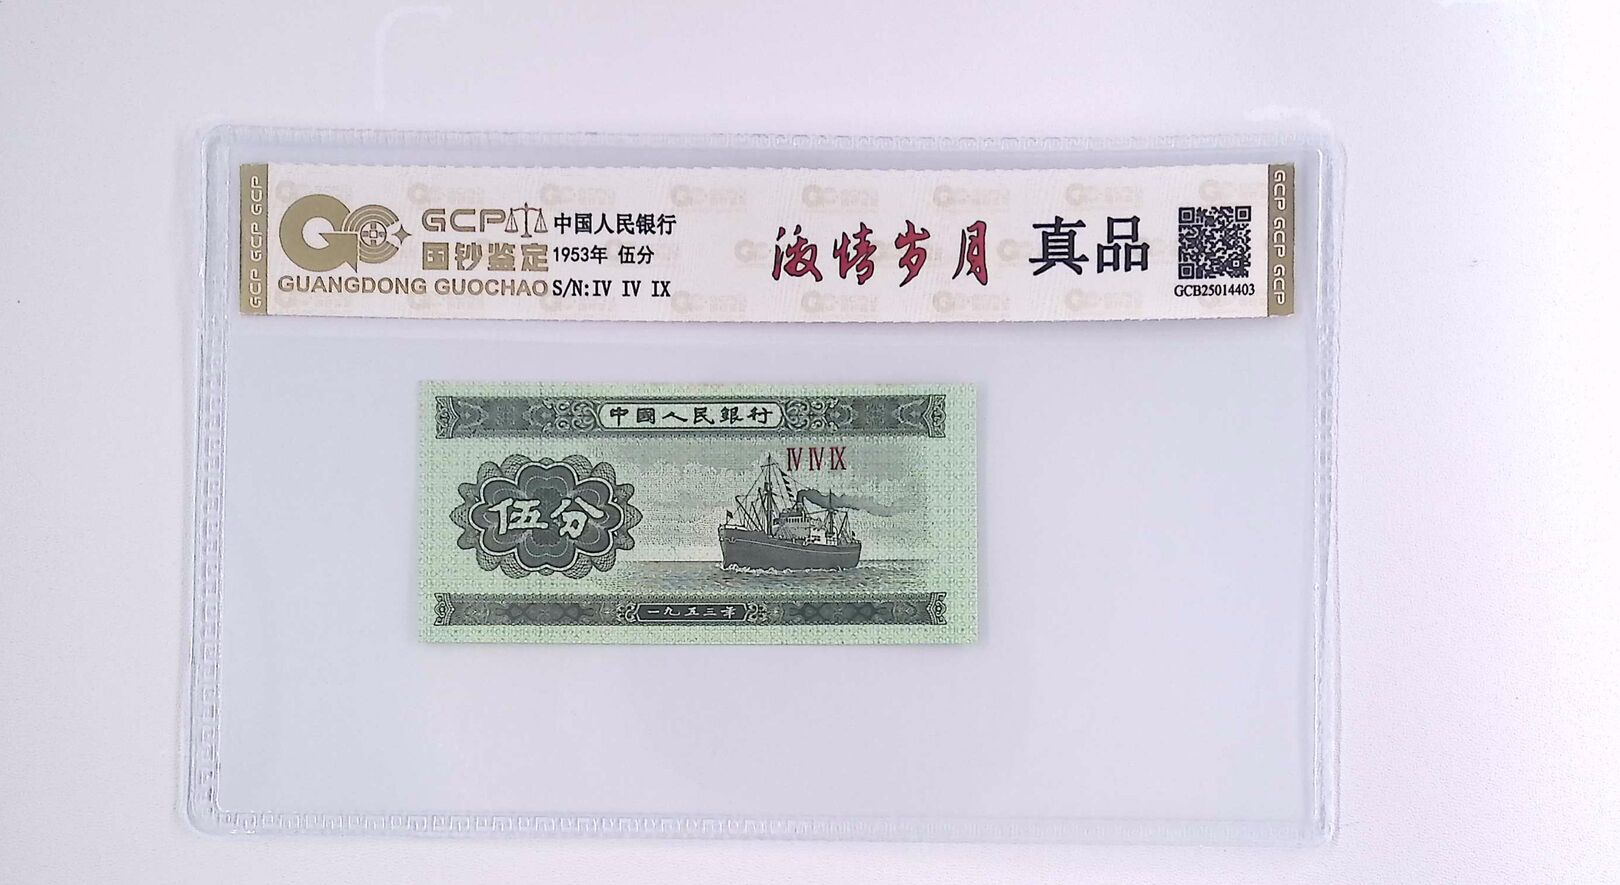 GCP GCP GCP
GCP
国钞鉴定
GUANGDONG GUOCHAO
中国人民银行
1953年 伍分
S/N:IV IV IX
激情岁月
真品
GCB25014403
GCP GCP GCP
中國人民銀行
IV IV IX
伍分
一九五三年